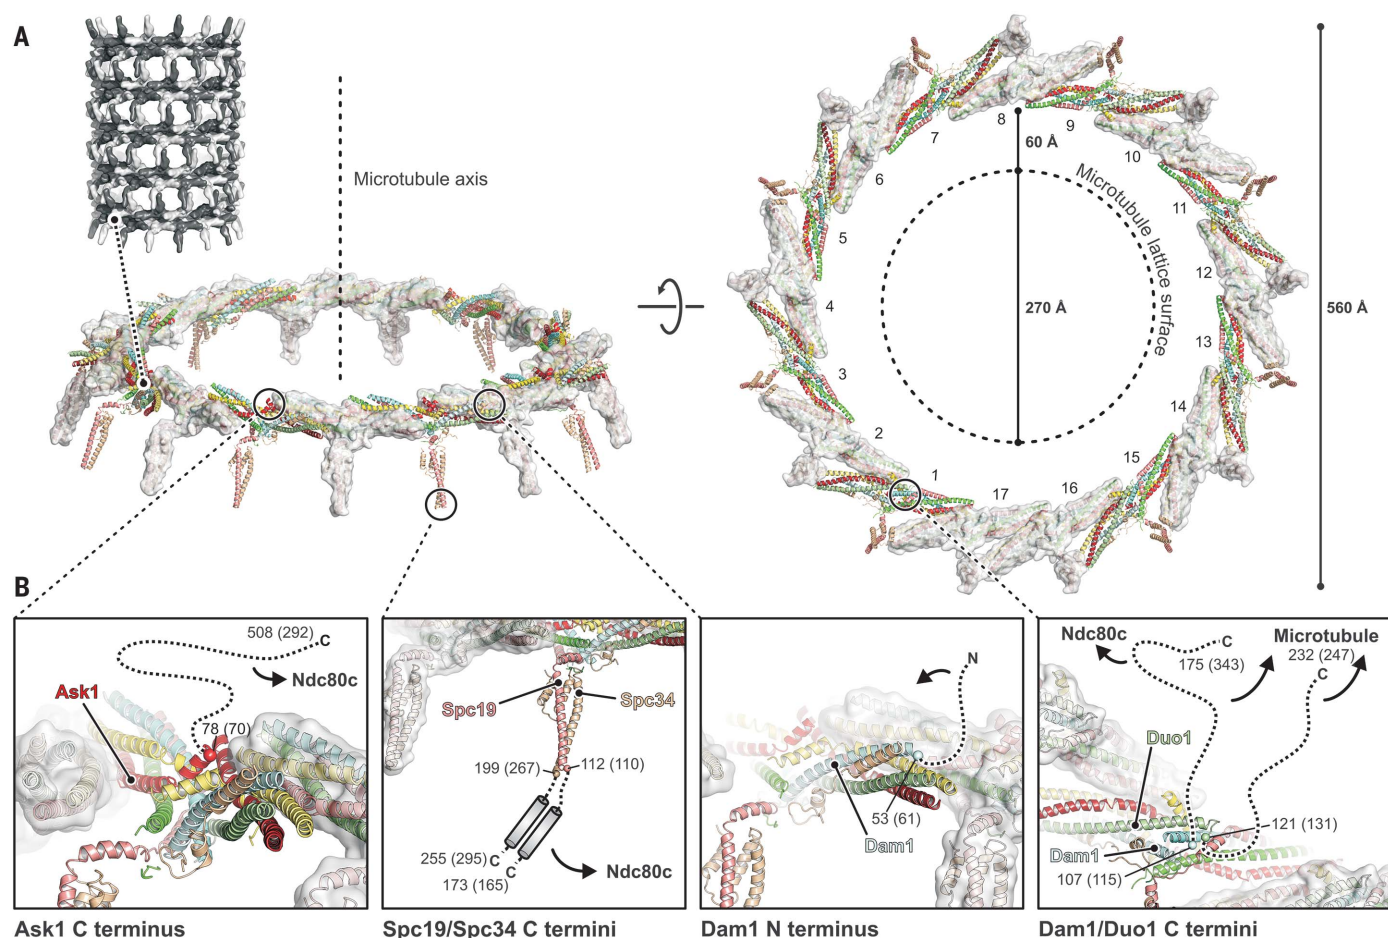 A
Microtubule axis
7
8
9
60 Å
10
6
11
Microtubule lattice surface
5
12
4
270 Å
560 Å
13
3
14
2
15
1
17
16
B
508 (292)
C
Ndc80c
Ask1
78 (70)
Ask1 C terminus
Spc19
Spc34
199 (267)
112 (110)
255 (295)
C
C
173 (165)
Ndc80c
Spc19/Spc34 C termini
N
53 (61)
Dam1
Dam1 N terminus
Ndc80c
C
175 (343)
Microtubule
232 (247)
C
Duo1
121 (131)
Dam1
107 (115)
Dam1/Duo1 C termini